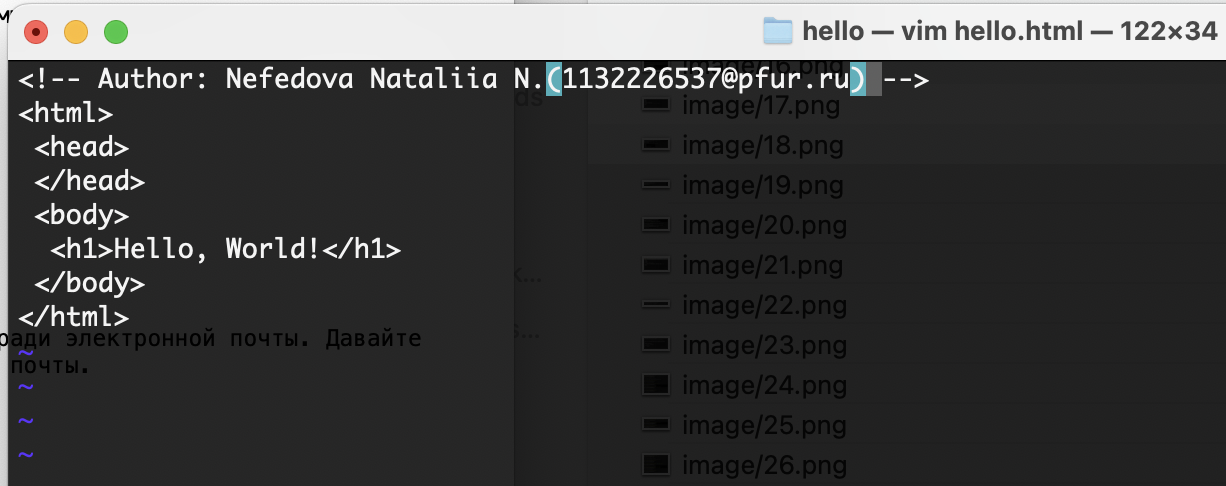 hello — vim hello.html — 122×34
<!-- Author: Nefedova Nataliia N.(1132226537@pfur.ru) -->
<html>
 <head>
 </head>
 <body>
  <h1>Hello, World!</h1>
 </body>
</html>
~
~
~
~
ради электронной почты. Давайте
почты.
image/16.png
image/17.png
image/18.png
image/19.png
image/20.png
image/21.png
image/22.png
image/23.png
image/24.png
image/25.png
image/26.png